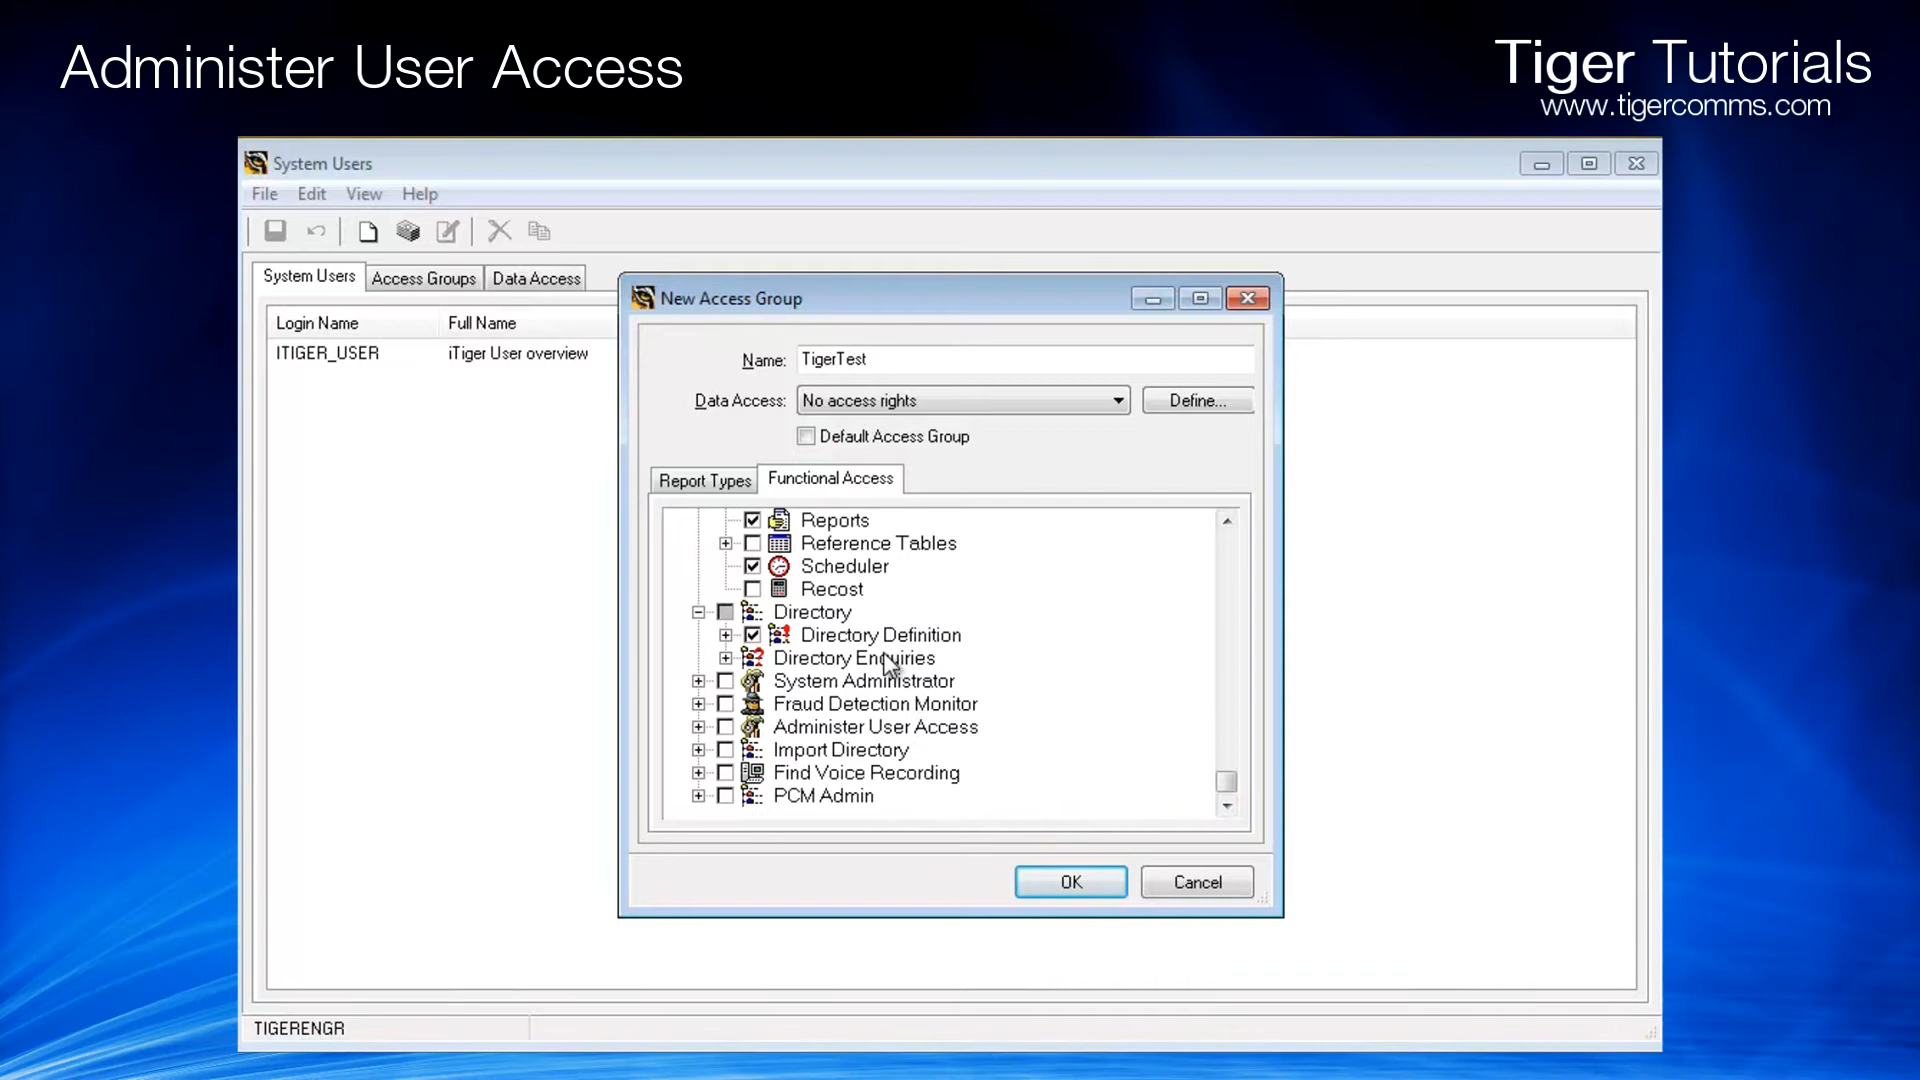 Administer User Access
Tiger Tutorials
www.tigercomms.com
System Users
File Edit View Help
System Users Access Groups Data Access
Login Name Full Name
ITIGER_USER iTiger User overview
New Access Group
Name: TigerTest
Data Access: No access rights Define...
Default Access Group
Report Types Functional Access
Reports
Reference Tables
Scheduler
Recost
Directory
Directory Definition
Directory Enquiries
System Administrator
Fraud Detection Monitor
Administer User Access
Import Directory
Find Voice Recording
PCM Admin
OK Cancel
TIGERENGR